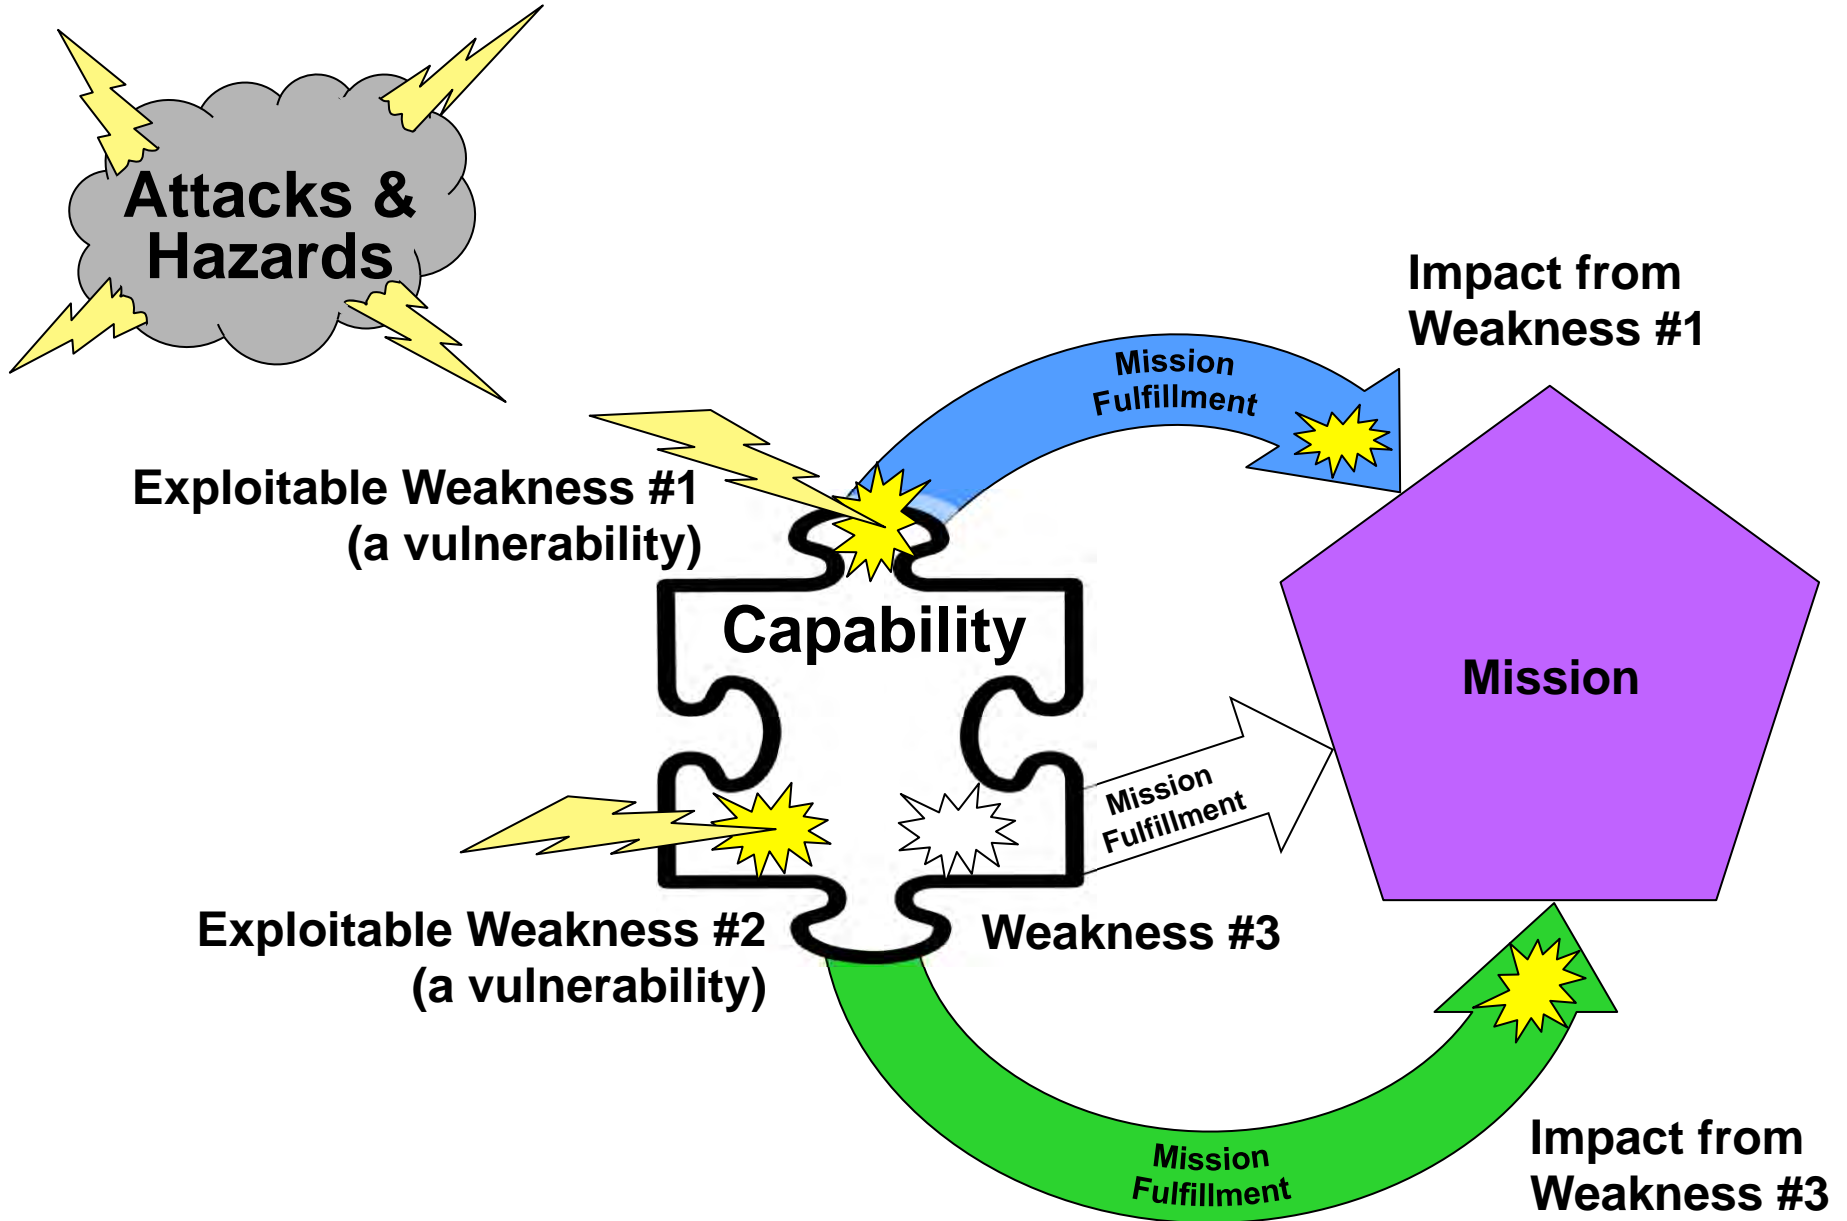 Attacks &
Hazards
Impact from
Weakness #1
Mission
Fulfillment
Exploitable Weakness #1
(a vulnerability)
Capability
Mission
Mission
Fulfillment
Exploitable Weakness #2
(a vulnerability)
Weakness #3
Mission
Fulfillment
Impact from
Weakness #3